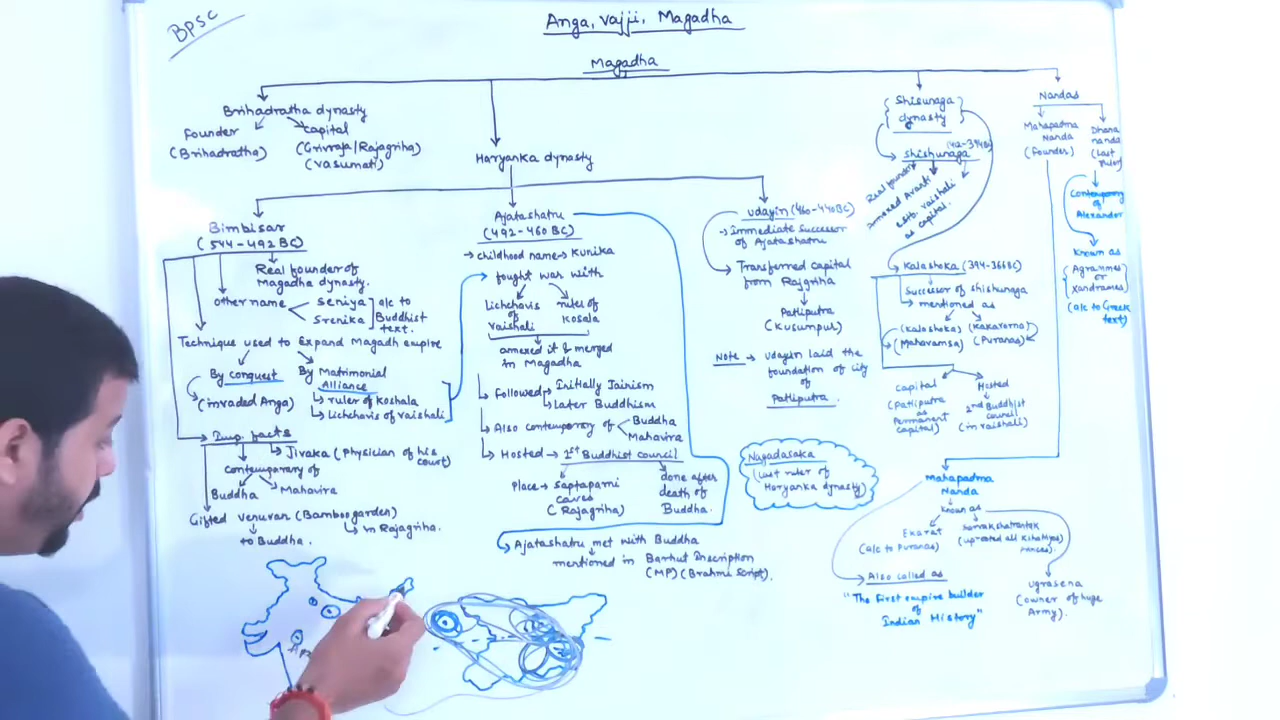 BPSC
Anga, Vajji, Magadha
Magadha
Brihadratha dynasty
Founder
(Brihadratha)
capital
(Girivraja/Rajagriha)
(Vasumati)
Haryanka dynasty
Bimbisar
(544-492 BC)
Real founder of
Magadha dynasty.
other name
Seniya
Srenika
a/c to
Buddhist
text.
Technique used to Expand Magadh empire
By conquest
(invaded Anga)
By Matrimonial
Alliance
ruler of Koshala
Lichchavis of vaishali
Imp. facts
Jivaka (Physician of his
court)
contemporary of
Buddha
Mahavira
Gifted venuvan (Bamboo garden)
in Rajagriha.
to Buddha.
Ajatashatru
(492-460 BC)
childhood name → Kunika
fought war with
Lichchavis
of
Vaishali
rules of
Kosala
annexed it & merged
in Magadha
Followed
Initially Jainism
Later Buddhism
Also contemporary of
Buddha
Mahavira
Hosted → 1st Buddhist council
Place → Saptaparni
caves
(Rajagriha)
done after
death of
Buddha.
Ajatashatru met with Buddha
mentioned in Barhut Inscription
(MP) (Brahmi Script).
Udayin (460-440 BC)
→ Immediate Successor
of Ajatashatru
Transferred capital
from Rajgriha
Patliputra
(Kusumpur)
Note → Udayin laid the
foundation of city
of
Patliputra.
Nagadasaka
(Last ruler of
Haryanka dynasty)
Shisunaga
dynasty
Shishunaga
(412-394BC)
Real founder
Annexed Avanti
estb. vaishali
as capital.
Kalashoka (394-366BC)
Successor of shisunaga
mentioned as
(Kalashoka)
(Mahavamsa)
(Kakavarna)
(Puranas)
Capital
(Patliputra
as
Permanent
Capital)
Hosted
2nd Buddhist
council
(in vaishali)
Nandas
Mahapadma
Nanda
(Founder)
Dhana
nanda
(Last
Ruler)
Contemporary
of
Alexander
Known as
(Agrammes
or
Xandrames)
(a/c to Greek
text)
Mahapadma
Nanda
Known as
Ekarat
(a/c to Puranas)
ugrasena
(owner of huge
Army).
Also called as
"The First empire builder
of
Indian History"